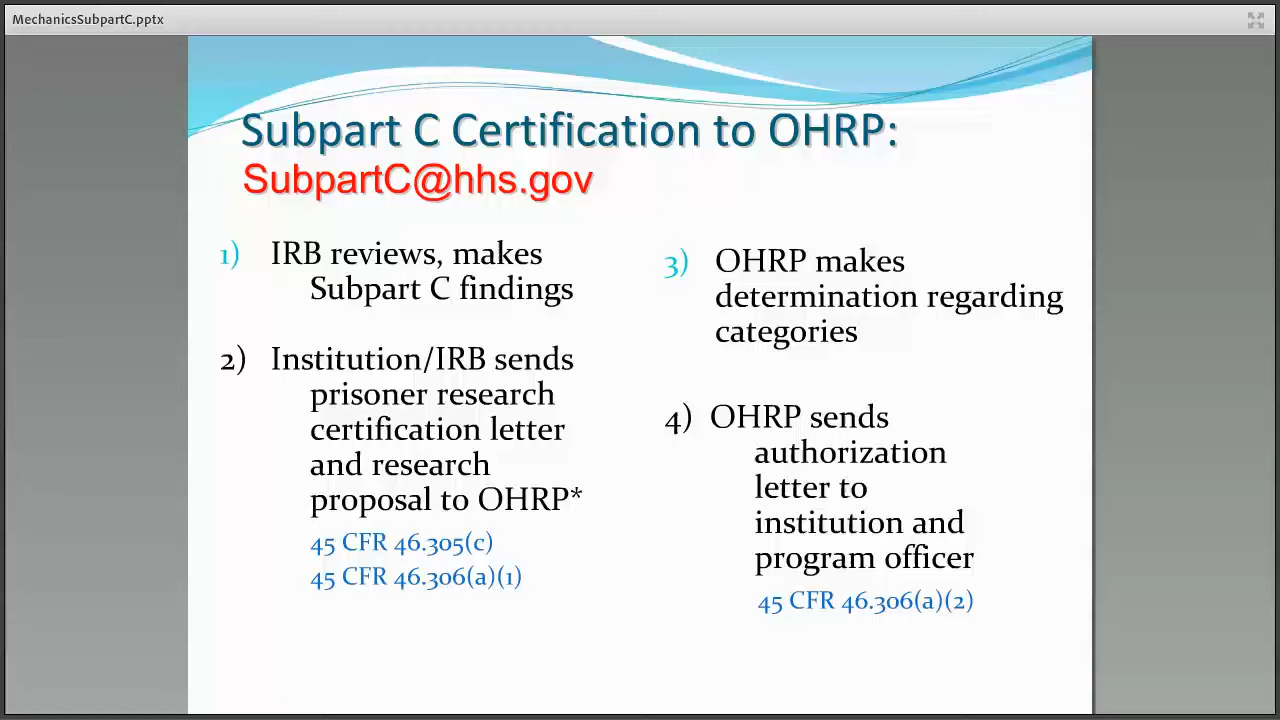 MechanicsSubpartC.pptx
Subpart C Certification to OHRP:
SubpartC@hhs.gov
1) IRB reviews, makes
Subpart C findings
2) Institution/IRB sends
prisoner research
certification letter
and research
proposal to OHRP*
45 CFR 46.305(c)
45 CFR 46.306(a)(1)
3) OHRP makes
determination regarding
categories
4) OHRP sends
authorization
letter to
institution and
program officer
45 CFR 46.306(a)(2)